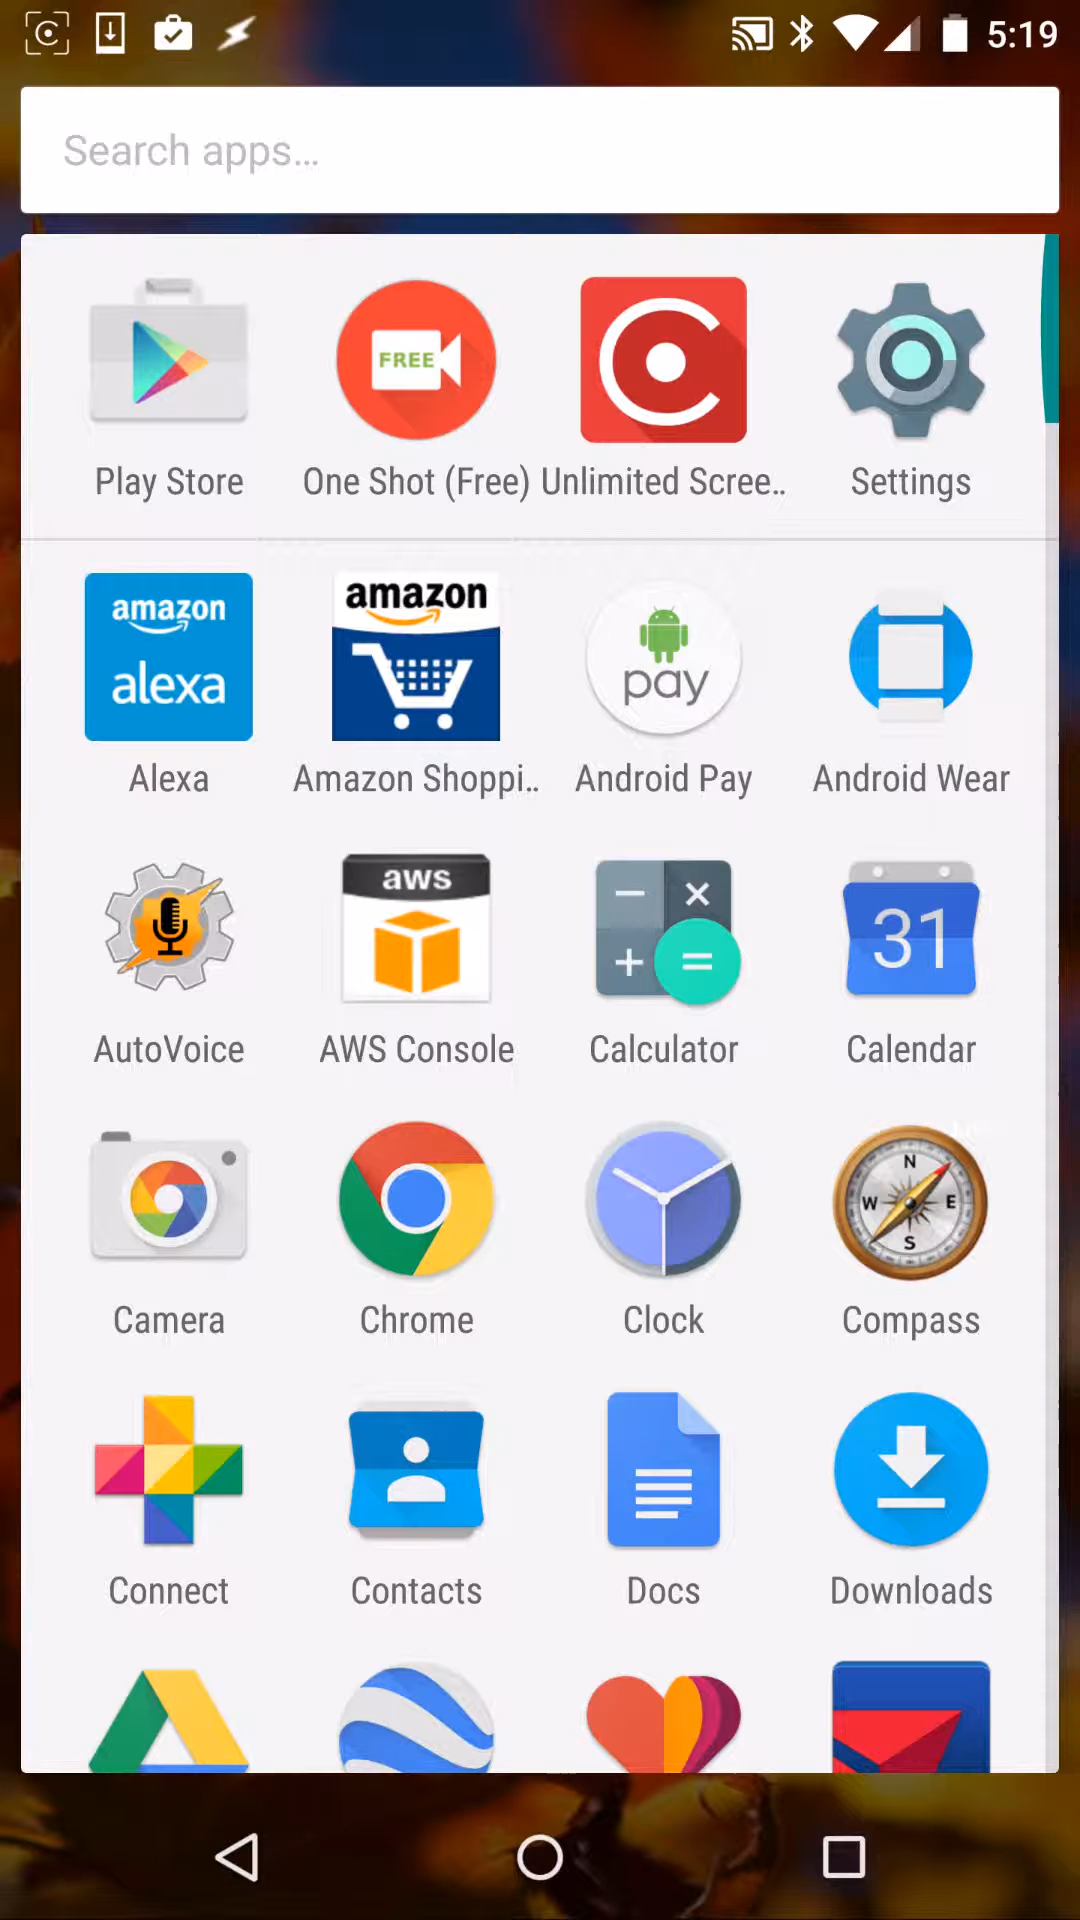 5:19
Search apps...
FREE
Play Store
One Shot (Free)
Unlimited Scree..
Settings
amazon
alexa
amazon
pay
Alexa
Amazon Shoppi..
Android Pay
Android Wear
aws
31
AutoVoice
AWS Console
Calculator
Calendar
N
W E
S
Camera
Chrome
Clock
Compass
Connect
Contacts
Docs
Downloads